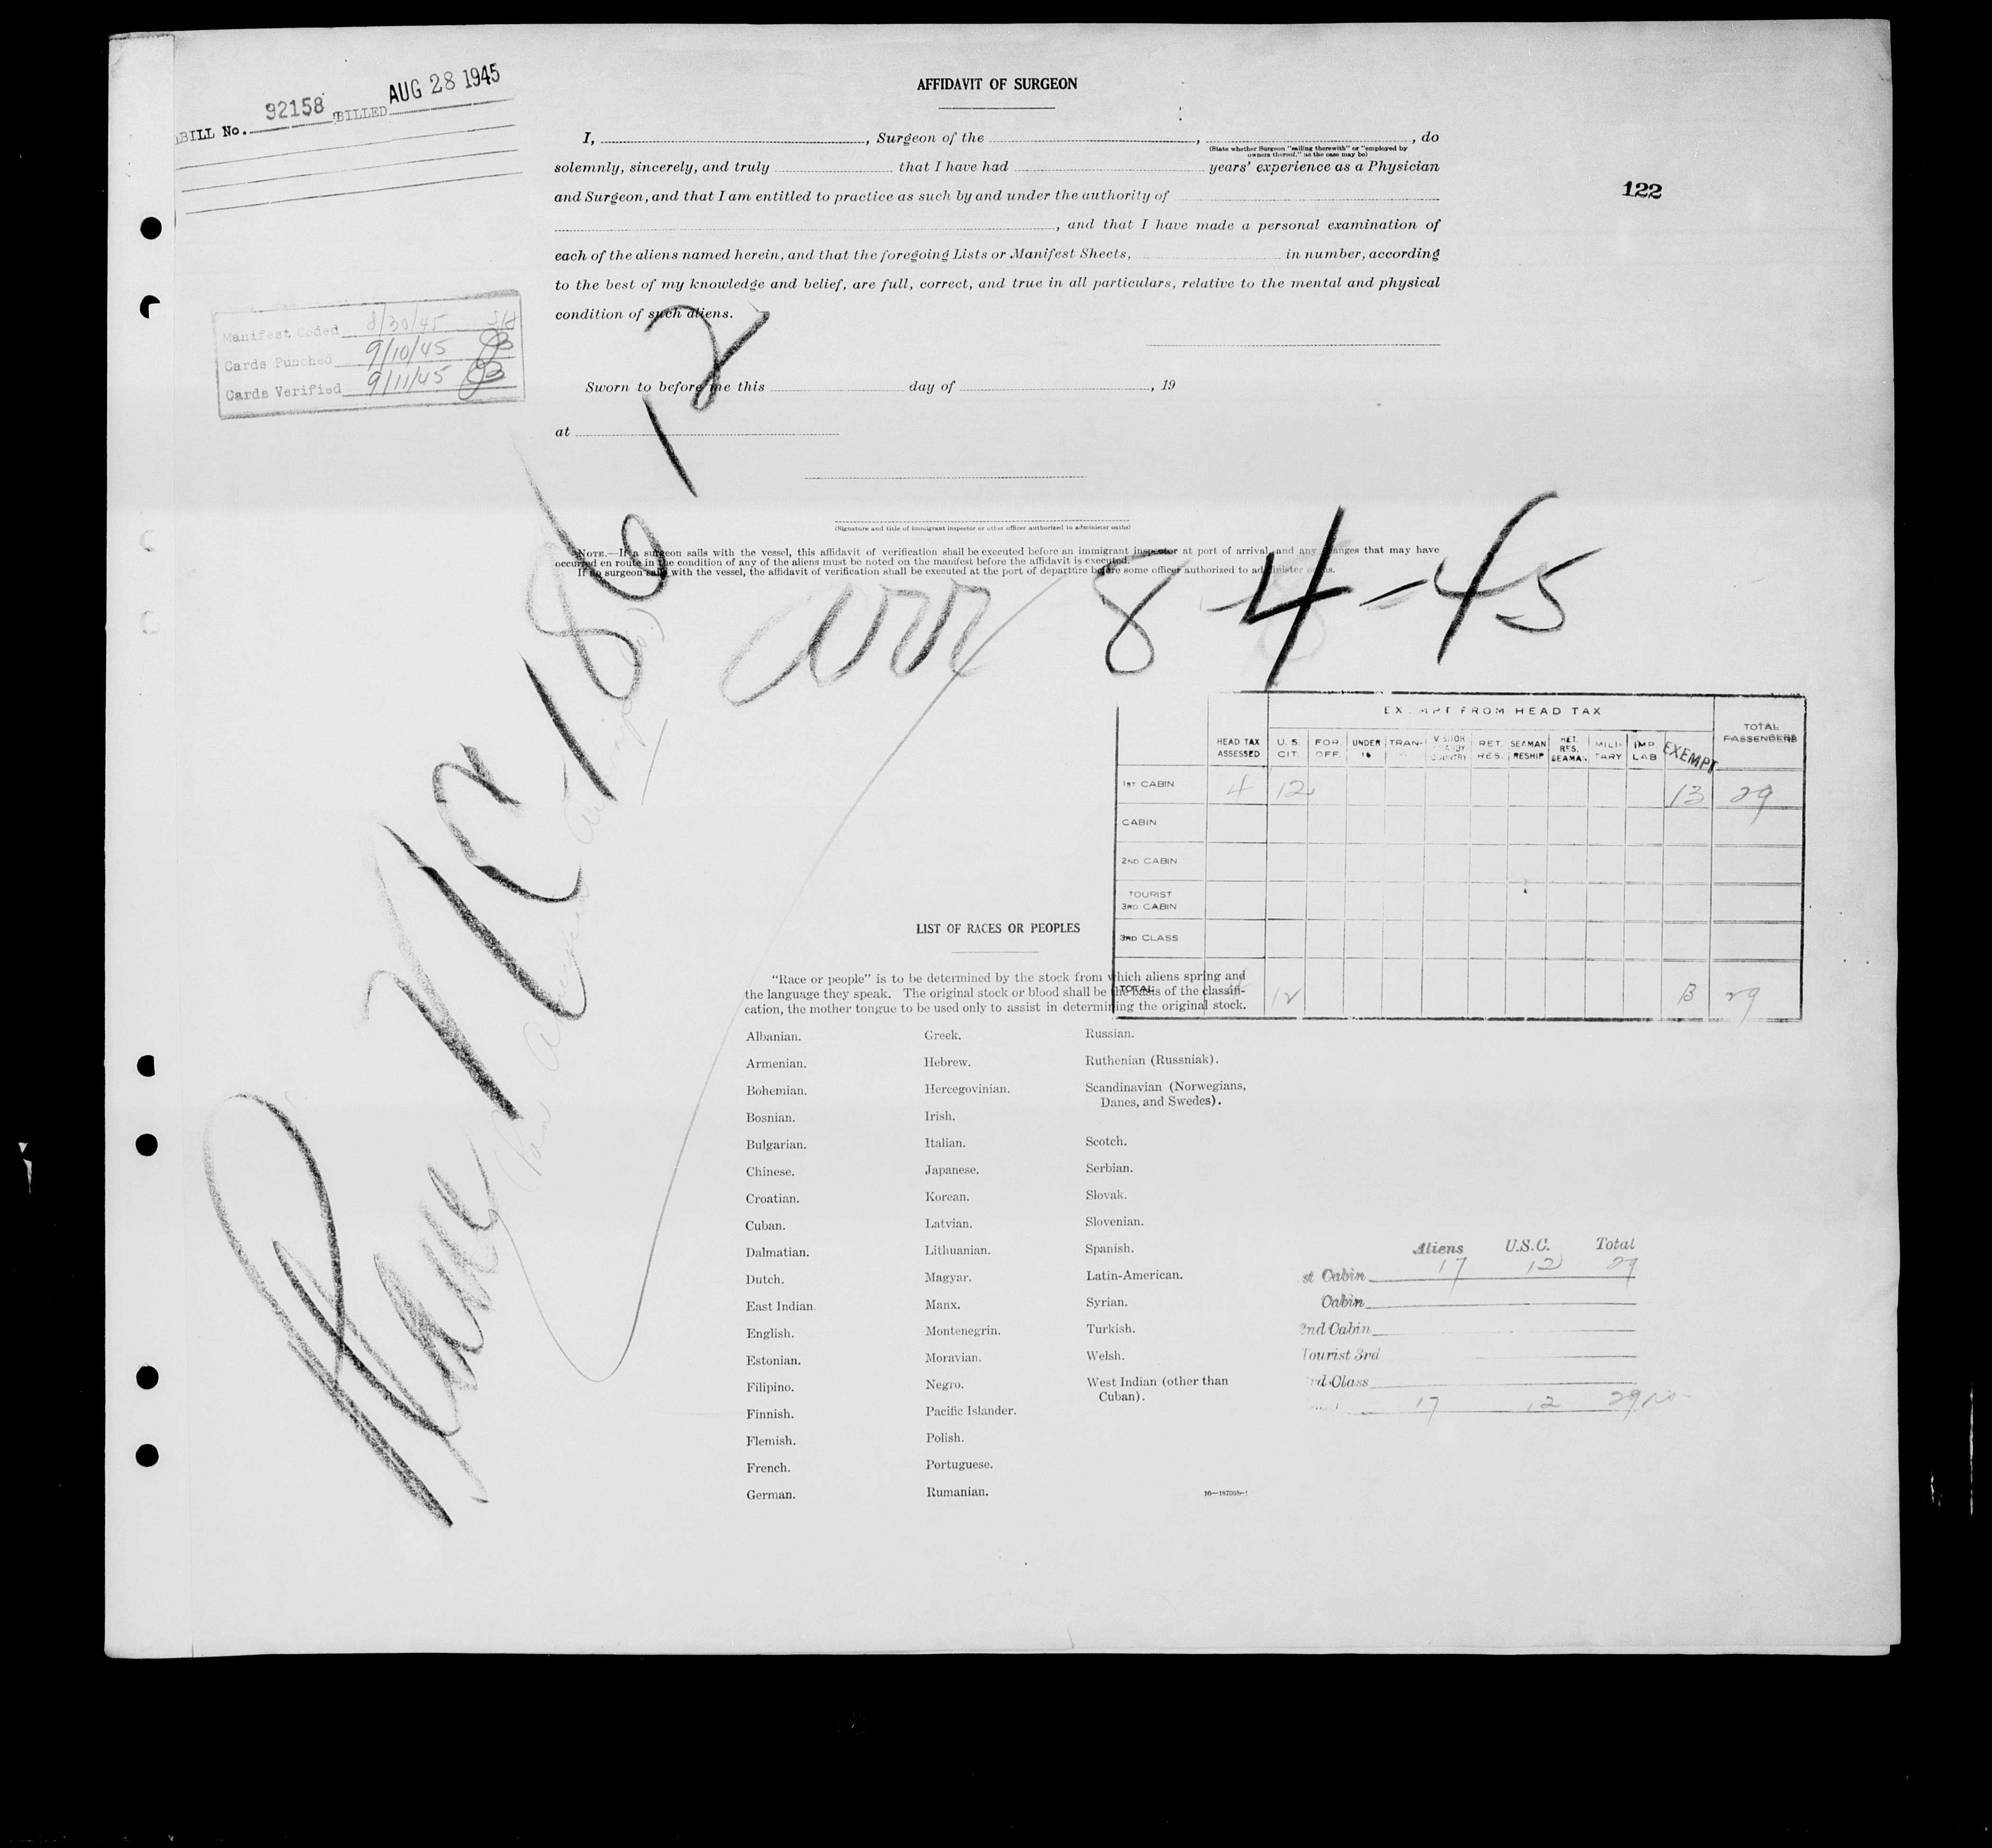 BILL No. 92158 BILLED AUG 28 1945
AFFIDAVIT OF SURGEON
I, , Surgeon of the , , do
(State whether Surgeon "sailing therewith" or "employed by
owners thereof," as the case may be)
solemnly, sincerely, and truly that I have had years' experience as a Physician
122
and Surgeon, and that I am entitled to practice as such by and under the authority of
, and that I have made a personal examination of
each of the aliens named herein, and that the foregoing Lists or Manifest Sheets, in number, according
to the best of my knowledge and belief, are full, correct, and true in all particulars, relative to the mental and physical
condition of such aliens.
Manifest Coded 8/30/45
Cards Punched 9/10/45
Cards Verified 9/11/45
Sworn to before me this day of , 19
at
(Signature and title of immigrant inspector or other officer authorized to administer oaths)
NOTE.—If a surgeon sails with the vessel, this affidavit of verification shall be executed before an immigrant inspector at port of arrival, and any changes that may have
occurred en route in the condition of any of the aliens must be noted on the manifest before the affidavit is executed.
If no surgeon sails with the vessel, the affidavit of verification shall be executed at the port of departure before some officer authorized to administer oaths.
Plane NC-18612
arr 8-4-45
EXEMPT FROM HEAD TAX
HEAD TAX ASSESSED U.S. CIT. FOR. OFF. UNDER 16 TRAN- VISITOR COUNTRY RET. RES. SEAMAN RESHIP RET. RES. SEAMAN MILI-TARY IMP. LAB EXEMPT TOTAL PASSENGERS
1ST CABIN 4 12 13 29
CABIN
2ND CABIN
TOURIST
3RD CABIN
3RD CLASS
TOTAL 12 13 29
LIST OF RACES OR PEOPLES
"Race or people" is to be determined by the stock from which aliens spring and
the language they speak. The original stock or blood shall be the basis of the classifi-
cation, the mother tongue to be used only to assist in determining the original stock.
Albanian. Greek. Russian.
Armenian. Hebrew. Ruthenian (Russniak).
Bohemian. Hercegovinian. Scandinavian (Norwegians,
Danes, and Swedes).
Bosnian. Irish.
Bulgarian. Italian. Scotch.
Chinese. Japanese. Serbian.
Croatian. Korean. Slovak.
Cuban. Latvian. Slovenian.
Dalmatian. Lithuanian. Spanish.
Dutch. Magyar. Latin-American.
East Indian. Manx. Syrian.
English. Montenegrin. Turkish.
Estonian. Moravian. Welsh.
Filipino. Negro. West Indian (other than
Cuban).
Finnish. Pacific Islander.
Flemish. Polish.
French. Portuguese.
German. Rumanian.
Aliens U.S.C. Total
st Cabin 17 12 29
Cabin
2nd Cabin
Tourist 3rd
rd Class
17 12 29